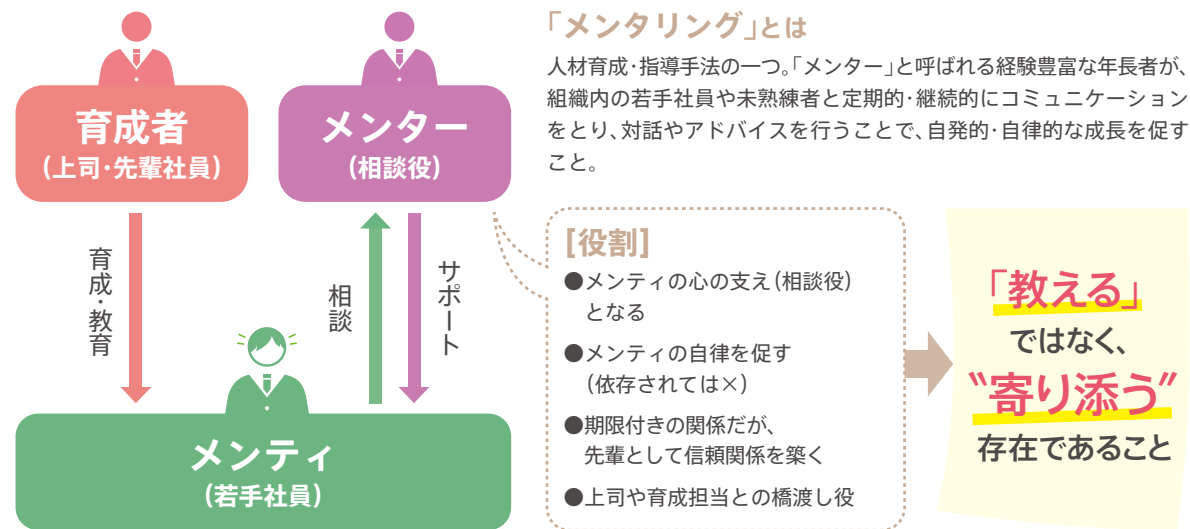 育成者
(上司・先輩社員)
メンター
(相談役)
育成・教育
相談
サポート
メンティ
(若手社員)
「メンタリング」とは
人材育成・指導手法の一つ。「メンター」と呼ばれる経験豊富な年長者が、
組織内の若手社員や未熟練者と定期的・継続的にコミュニケーション
をとり、対話やアドバイスを行うことで、自発的・自律的な成長を促す
こと。
[役割]
●メンティの心の支え(相談役)
となる
●メンティの自律を促す
(依存されては×)
●期限付きの関係だが、
先輩として信頼関係を築く
●上司や育成担当との橋渡し役
「教える」
ではなく、
〝寄り添う〞
存在であること